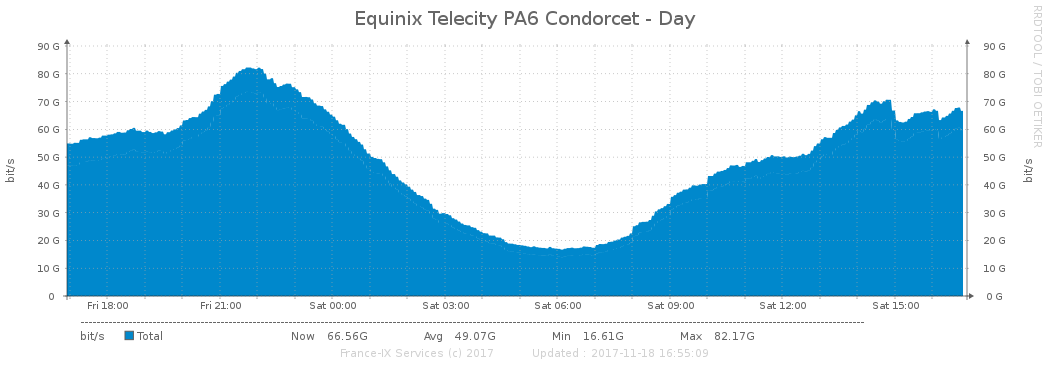 Equinix Telecity PA6 Condorcet - Day
RRDTOOL / TOBI OETIKER
90 G 90 G
80 G 80 G
70 G 70 G
60 G 60 G
50 G 50 G
40 G 40 G
30 G 30 G
20 G 20 G
10 G 10 G
0 0 G
bit/s bit/s
Fri 18:00 Fri 21:00 Sat 00:00 Sat 03:00 Sat 06:00 Sat 09:00 Sat 12:00 Sat 15:00
bit/s Total Now 66.56G Avg 49.07G Min 16.61G Max 82.17G
France-IX Services (c) 2017 Updated : 2017-11-18 16:55:09